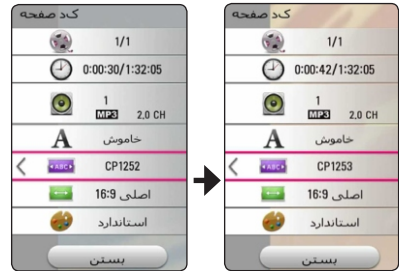 کد صفحه
1/1
0:00:30/1:32:05
1
MP3 2.0 CH
A خاموش
ABC CP1252
اصلی 16:9
استاندارد
بستن
کد صفحه
1/1
0:00:42/1:32:05
1
MP3 2.0 CH
A خاموش
ABC CP1253
اصلی 16:9
استاندارد
بستن